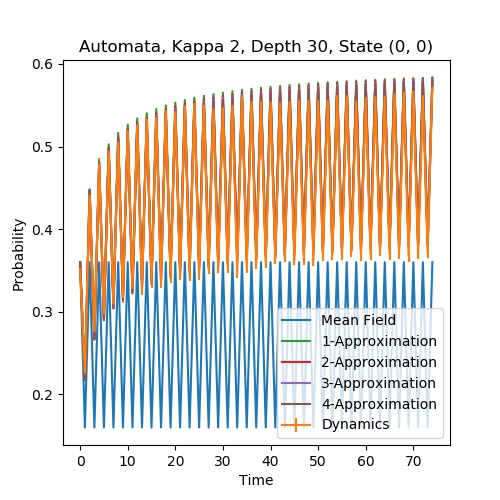 Automata, Kappa 2, Depth 30, State (0, 0)
0.6
0.5
0.4
0.3
0.2
Probability
Mean Field
1-Approximation
2-Approximation
3-Approximation
4-Approximation
Dynamics
0 10 20 30 40 50 60 70
Time